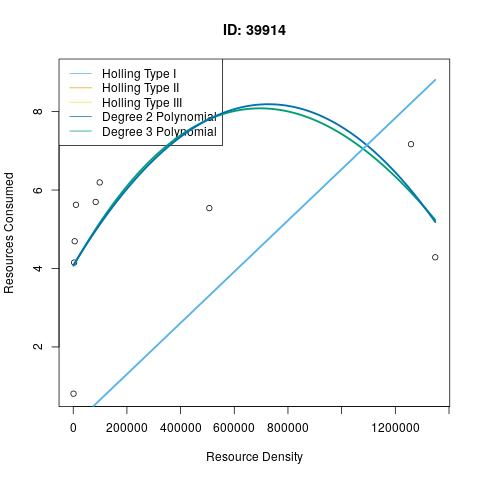 ID: 39914
Holling Type I
Holling Type II
Holling Type III
Degree 2 Polynomial
Degree 3 Polynomial
8
6
4
2
Resources Consumed
0 200000 400000 600000 800000 1200000
Resource Density